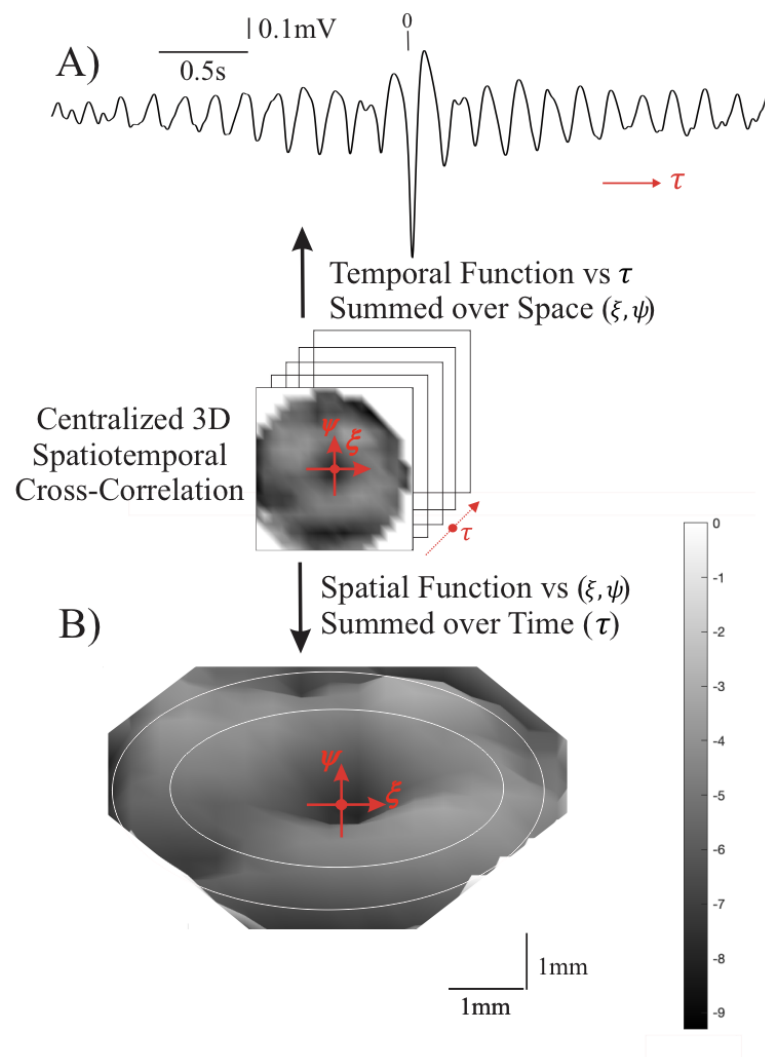 0
0.1mV
A)
0.5s
τ
Temporal Function vs τ
Summed over Space (ξ,ψ)
Centralized 3D
Spatiotemporal
Cross-Correlation
ψ
ξ
τ
Spatial Function vs (ξ,ψ)
Summed over Time (τ)
B)
0
-1
-2
-3
-4
-5
-6
-7
-8
-9
ψ
ξ
1mm
1mm